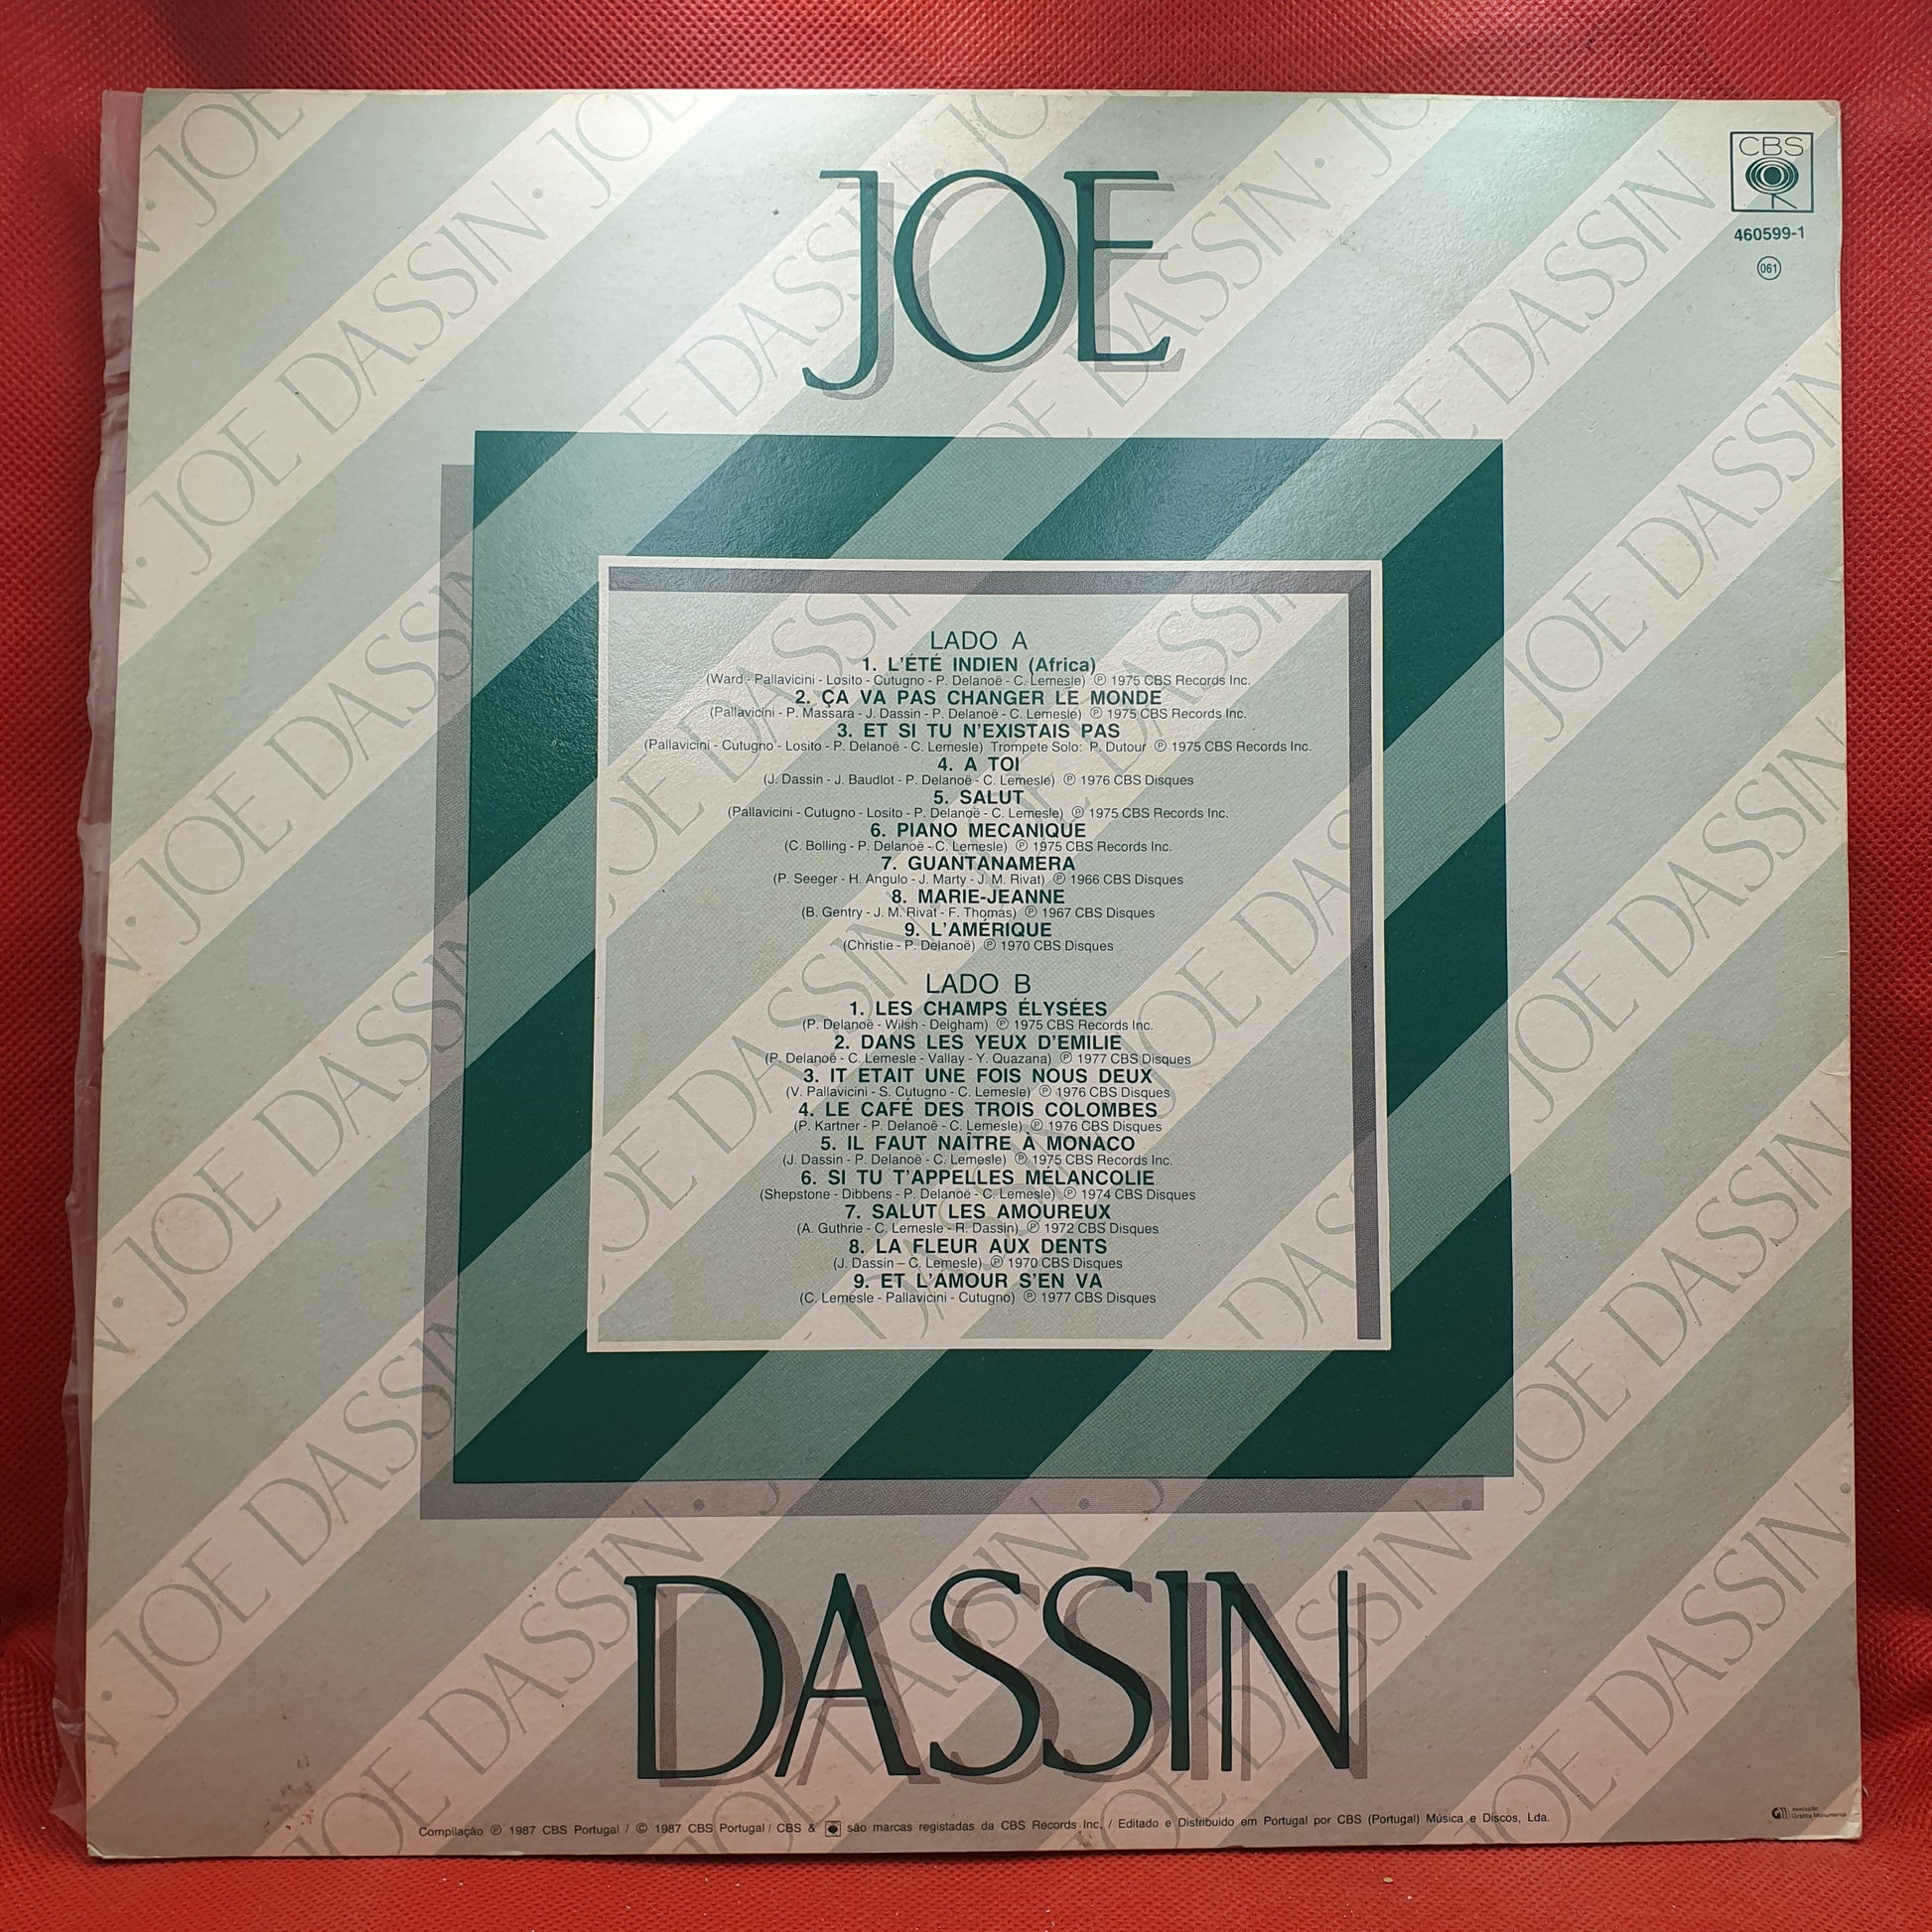 CBS
460599-1
061
JOE
LADO A
1. L'ÉTÉ INDIEN (Africa)
(Ward - Pallavicini - Losito - Cutugno - P. Delanoë - C. Lemesle) ℗ 1975 CBS Records Inc.
2. ÇA VA PAS CHANGER LE MONDE
(Pallavicini - P. Massara - J. Dassin - P. Delanoë - C. Lemesle) ℗ 1975 CBS Records Inc.
3. ET SI TU N'EXISTAIS PAS
(Pallavicini - Cutugno - Losito - P. Delanoë - C. Lemesle) Trompete Solo: P. Dutour ℗ 1975 CBS Records Inc.
4. A TOI
(J. Dassin - J. Baudlot - P. Delanoë - C. Lemesle) ℗ 1976 CBS Disques
5. SALUT
(Pallavicini - Cutugno - Losito - P. Delanoë - C. Lemesle) ℗ 1975 CBS Records Inc.
6. PIANO MECANIQUE
(C. Bolling - P. Delanoë - C. Lemesle) ℗ 1975 CBS Records Inc.
7. GUANTANAMERA
(P. Seeger - H. Angulo - J. Marty - J. M. Rivat) ℗ 1966 CBS Disques
8. MARIE-JEANNE
(B. Gentry - J. M. Rivat - F. Thomas) ℗ 1967 CBS Disques
9. L'AMÉRIQUE
(Christie - P. Delanoë) ℗ 1970 CBS Disques
LADO B
1. LES CHAMPS ÉLYSÉES
(P. Delanoë - Wilsh - Deigham) ℗ 1975 CBS Records Inc.
2. DANS LES YEUX D'EMILIE
(P. Delanoë - C. Lemesle - Vallay - Y. Quazana) ℗ 1977 CBS Disques
3. IT ETAIT UNE FOIS NOUS DEUX
(V. Pallavicini - S. Cutugno - C. Lemesle) ℗ 1976 CBS Disques
4. LE CAFÉ DES TROIS COLOMBES
(P. Kartner - P. Delanoë - C. Lemesle) ℗ 1976 CBS Disques
5. IL FAUT NAÎTRE À MONACO
(J. Dassin - P. Delanoë - C. Lemesle) ℗ 1975 CBS Records Inc.
6. SI TU T'APPELLES MÉLANCOLIE
(Shepstone - Dibbens - P. Delanoë - C. Lemesle) ℗ 1974 CBS Disques
7. SALUT LES AMOUREUX
(A. Guthrie - C. Lemesle - R. Dassin) ℗ 1972 CBS Disques
8. LA FLEUR AUX DENTS
(J. Dassin – C. Lemesle) ℗ 1970 CBS Disques
9. ET L'AMOUR S'EN VA
(C. Lemesle - Pallavicini - Cutugno) ℗ 1977 CBS Disques
DASSIN
Compilação ℗ 1987 CBS Portugal / © 1987 CBS Portugal / CBS & são marcas registadas da CBS Records Inc. / Editado e Distribuido em Portugal por CBS (Portugal) Música e Discos, Lda.